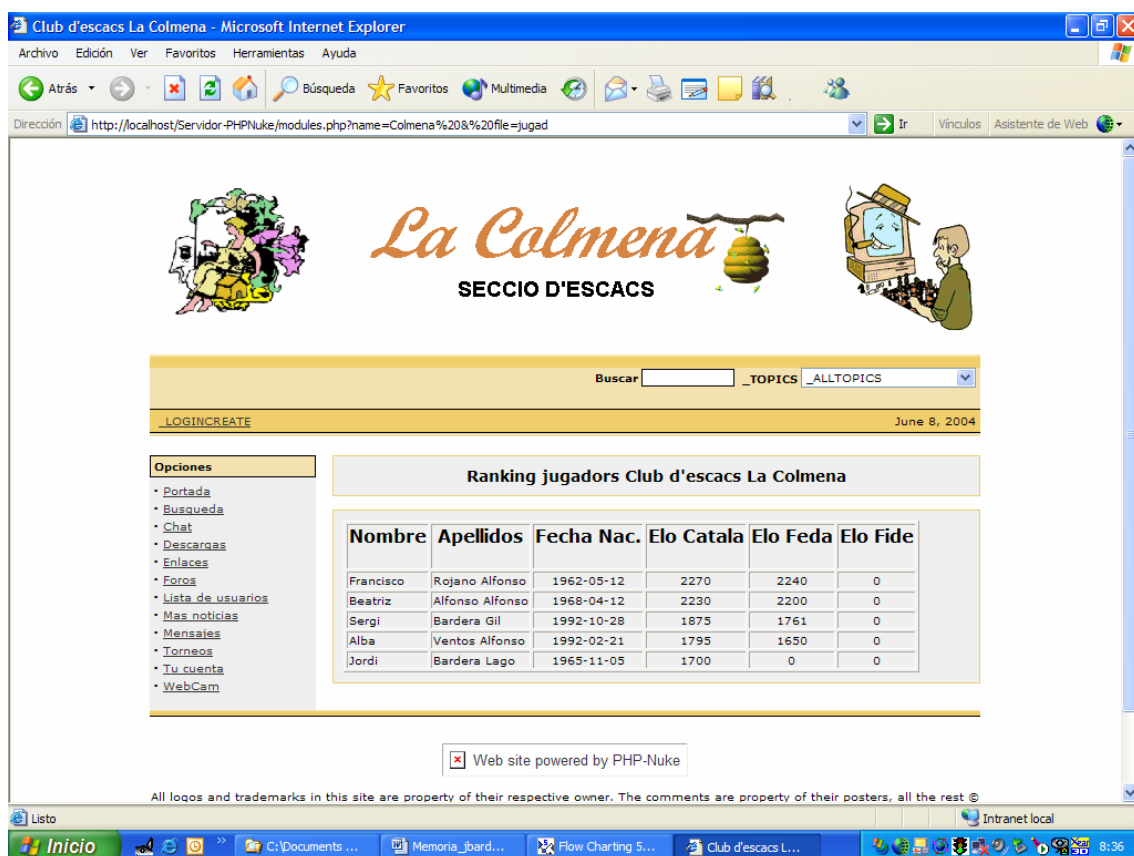 Club d'escacs La Colmena - Microsoft Internet Explorer
Archivo Edición Ver Favoritos Herramientas Ayuda
Atrás Búsqueda Favoritos Multimedia
Dirección http://localhost/Servidor-PHPNuke/modules.php?name=Colmena%20&%20file=jugad Ir Vínculos Asistente de Web
La Colmena
SECCIO D'ESCACS
Buscar _TOPICS _ALLTOPICS
_LOGINCREATE June 8, 2004
Opciones
· Portada
· Busqueda
· Chat
· Descargas
· Enlaces
· Foros
· Lista de usuarios
· Mas noticias
· Mensajes
· Torneos
· Tu cuenta
· WebCam
Ranking jugadors Club d'escacs La Colmena
Nombre Apellidos Fecha Nac. Elo Catala Elo Feda Elo Fide
Francisco Rojano Alfonso 1962-05-12 2270 2240 0
Beatriz Alfonso Alfonso 1968-04-12 2230 2200 0
Sergi Bardera Gil 1992-10-28 1875 1761 0
Alba Ventos Alfonso 1992-02-21 1795 1650 0
Jordi Bardera Lago 1965-11-05 1700 0 0
Web site powered by PHP-Nuke
All logos and trademarks in this site are property of their respective owner. The comments are property of their posters, all the rest ©
Listo Intranet local
Inicio » C:\Documents ... Memoria_jbard... Flow Charting 5... Club d'escacs L... 8:36